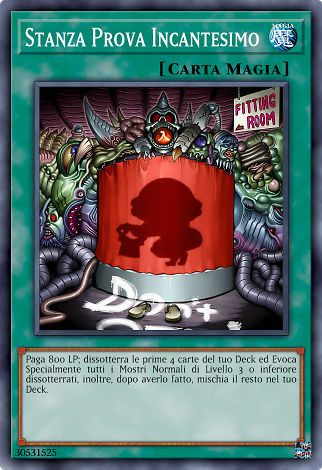 Stanza Prova Incantesimo
MAGIA
[Carta Magia]
FITTING
ROOM
Don't
Paga 800 LP; dissotterra le prime 4 carte del tuo Deck ed Evoca
Specialmente tutti i Mostri Normali di Livello 3 o inferiore
dissotterrati, inoltre, dopo averlo fatto, mischia il resto nel tuo
Deck.
30531525